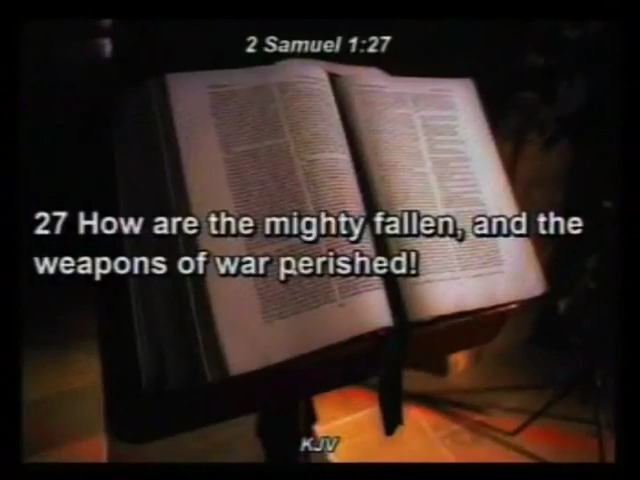 2 Samuel 1:27
27 How are the mighty fallen, and the
weapons of war perished!
KJV